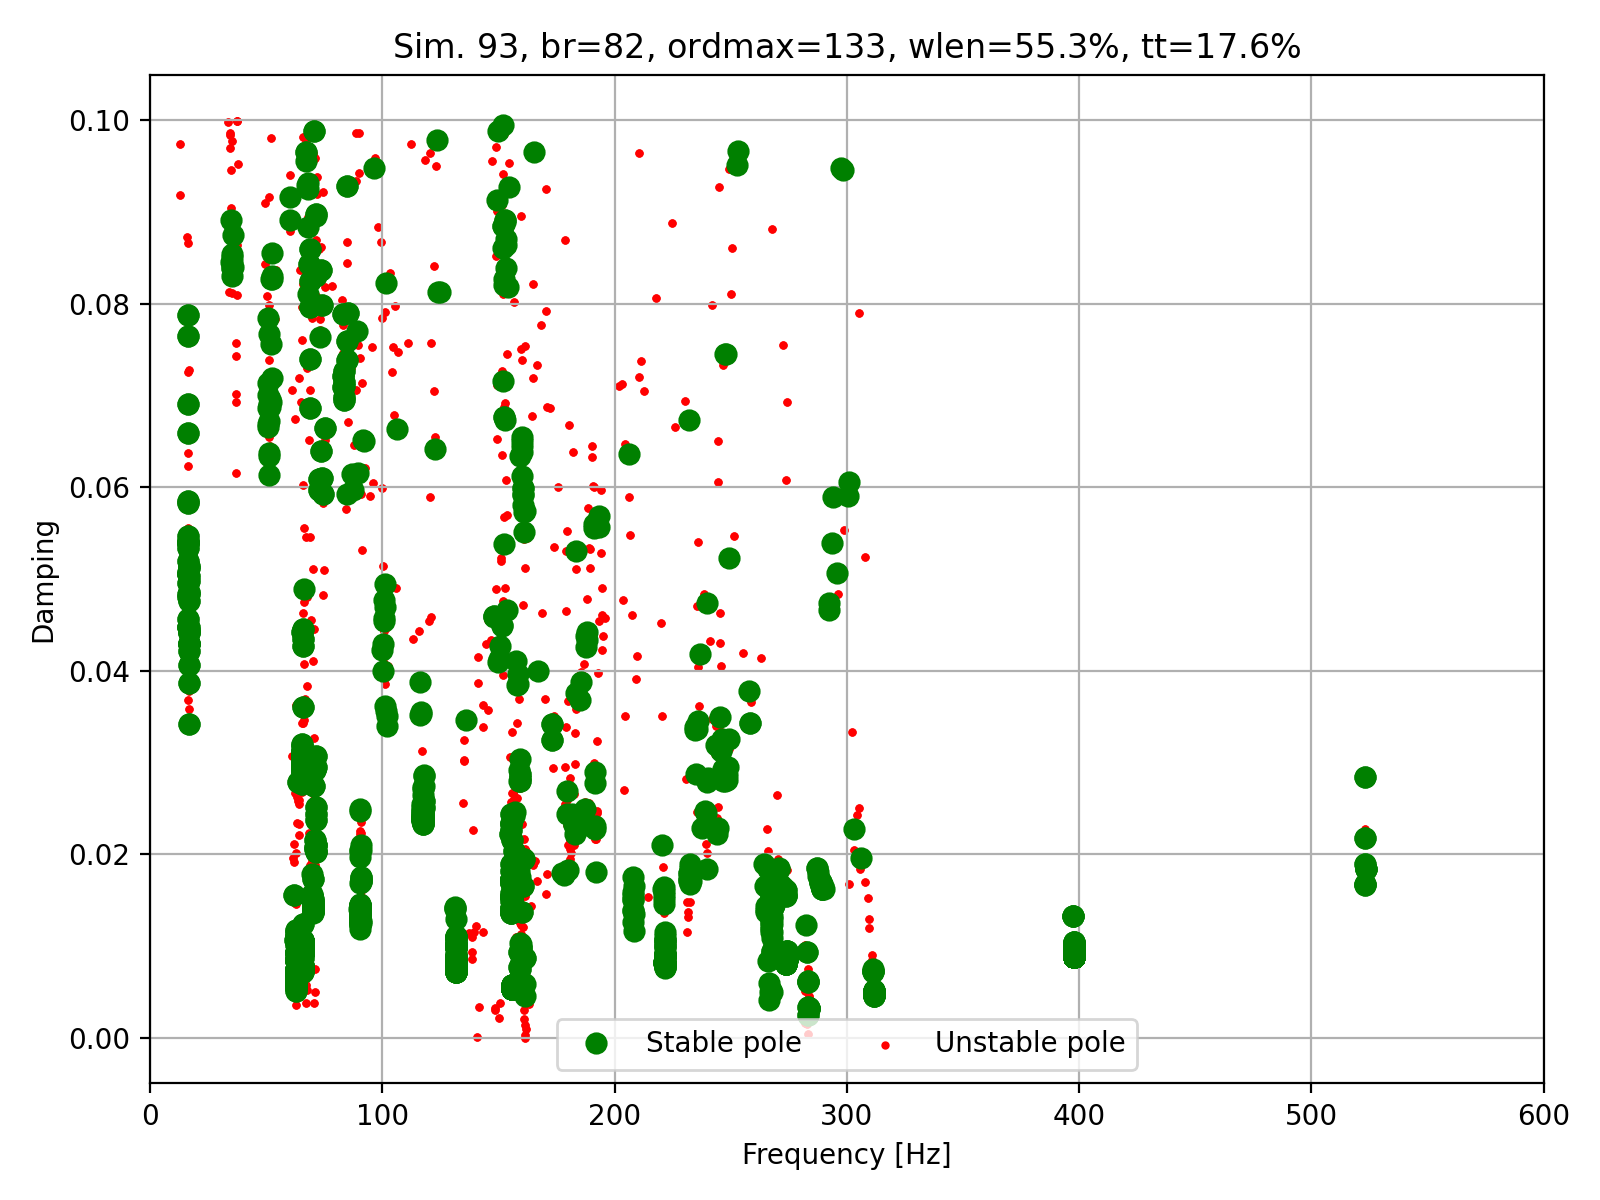 Sim. 93, br=82, ordmax=133, wlen=55.3%, tt=17.6%
Damping
0.10
0.08
0.06
0.04
0.02
0.00
Stable pole
Unstable pole
0
100
200
300
400
500
600
Frequency [Hz]